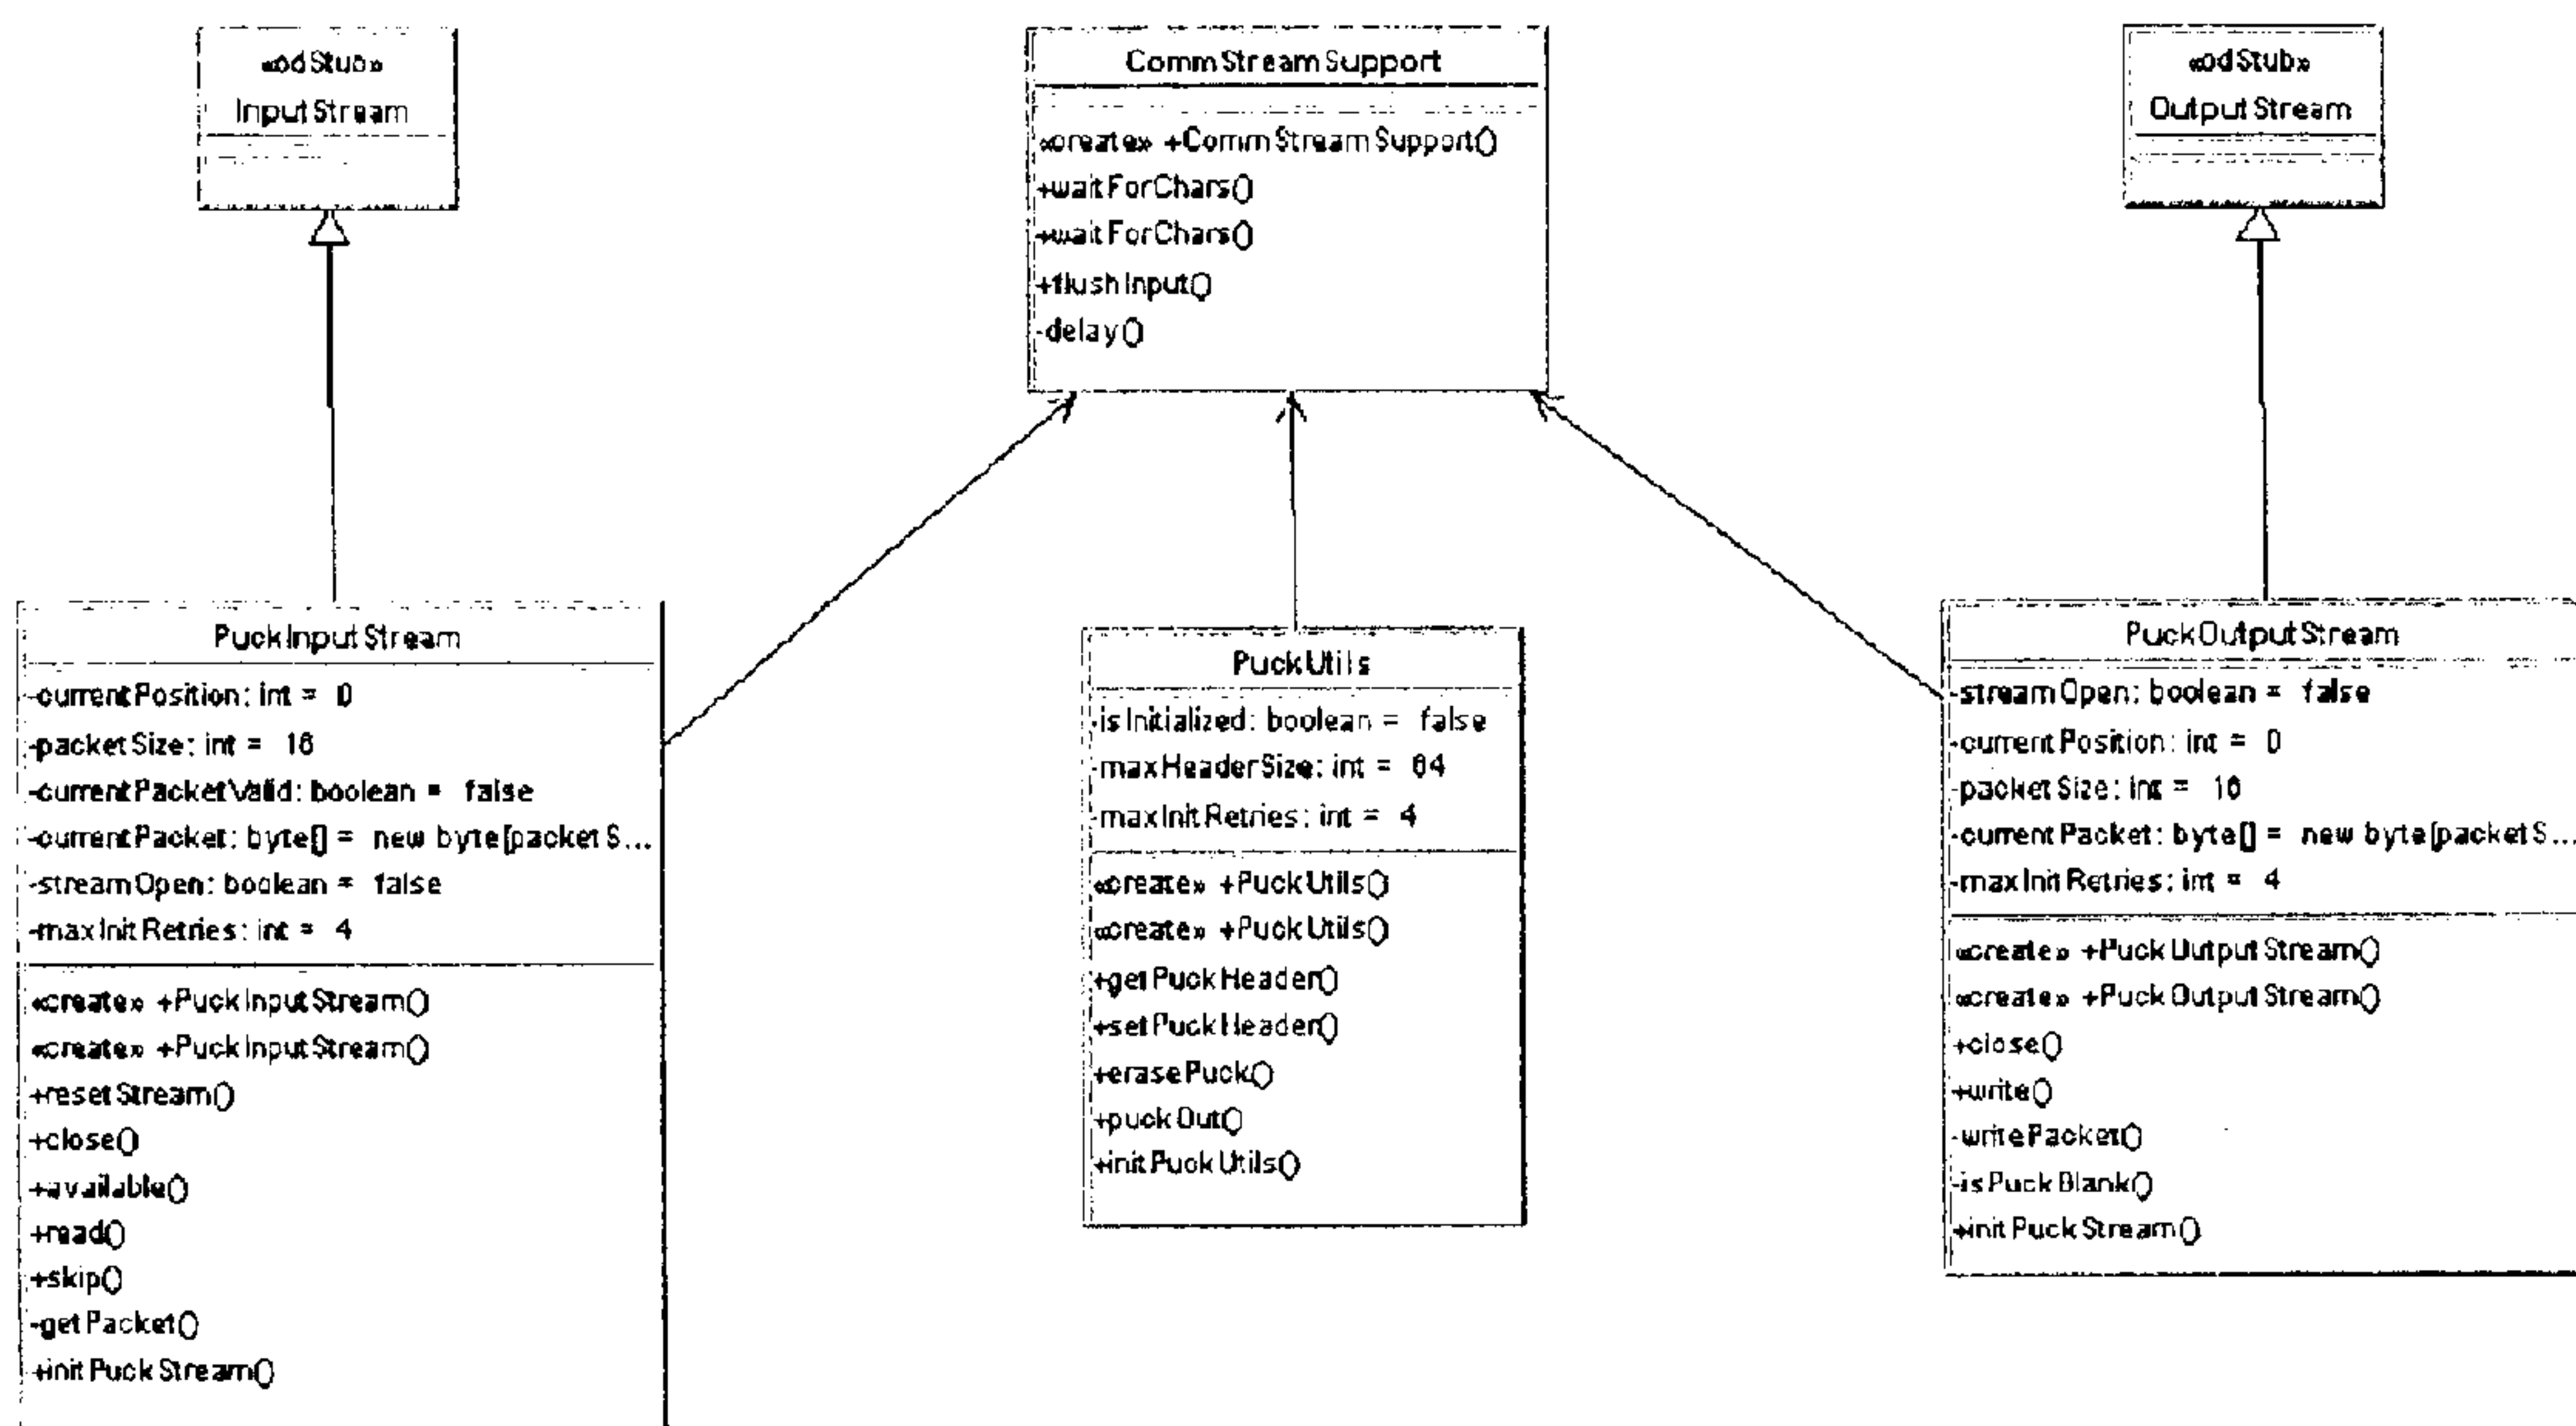 «odStub»
InputStream
CommStreamSupport
«create» +CommStreamSupport()
+waitForChars()
+waitForChars()
+flushInput()
-delay()
«odStub»
OutputStream
PuckInputStream
-currentPosition: int = 0
-packetSize: int = 16
-currentPacketValid: boolean = false
-currentPacket: byte[] = new byte[packetS...
-streamOpen: boolean = false
-maxInitRetries: int = 4
«create» +PuckInputStream()
«create» +PuckInputStream()
+resetStream()
+close()
+available()
+read()
+skip()
-getPacket()
+initPuckStream()
PuckUtils
-isInitialized: boolean = false
-maxHeaderSize: int = 64
-maxInitRetries: int = 4
«create» +PuckUtils()
«create» +PuckUtils()
+getPuckHeader()
+setPuckHeader()
+erasePuck()
+puckOut()
+initPuckUtils()
PuckOutputStream
-streamOpen: boolean = false
-currentPosition: int = 0
-packetSize: int = 16
-currentPacket: byte[] = new byte[packetS...
-maxInitRetries: int = 4
«create» +PuckOutputStream()
«create» +PuckOutputStream()
+close()
+write()
-writePacket()
-isPuckBlank()
+initPuckStream()